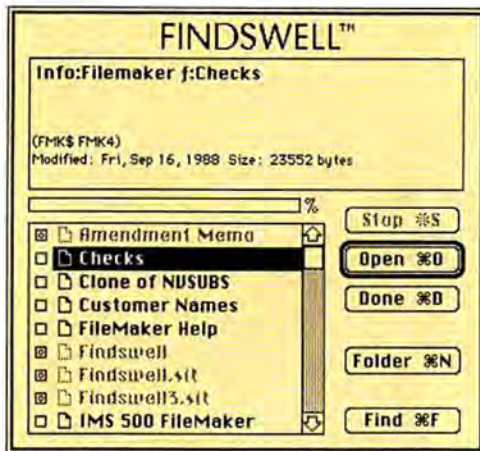 FINDSWELL™
Info:Filemaker ƒ:Checks
(FMK$ FMK4)
Modified: Fri, Sep 16, 1988 Size: 23552 bytes
%
Amendment Memo
Checks
Clone of NUSUBS
Customer Names
FileMaker Help
Findswell
Findswell.sit
Findswell3.sit
IMS 500 FileMaker
Stop ⌘S
Open ⌘O
Done ⌘D
Folder ⌘N
Find ⌘F